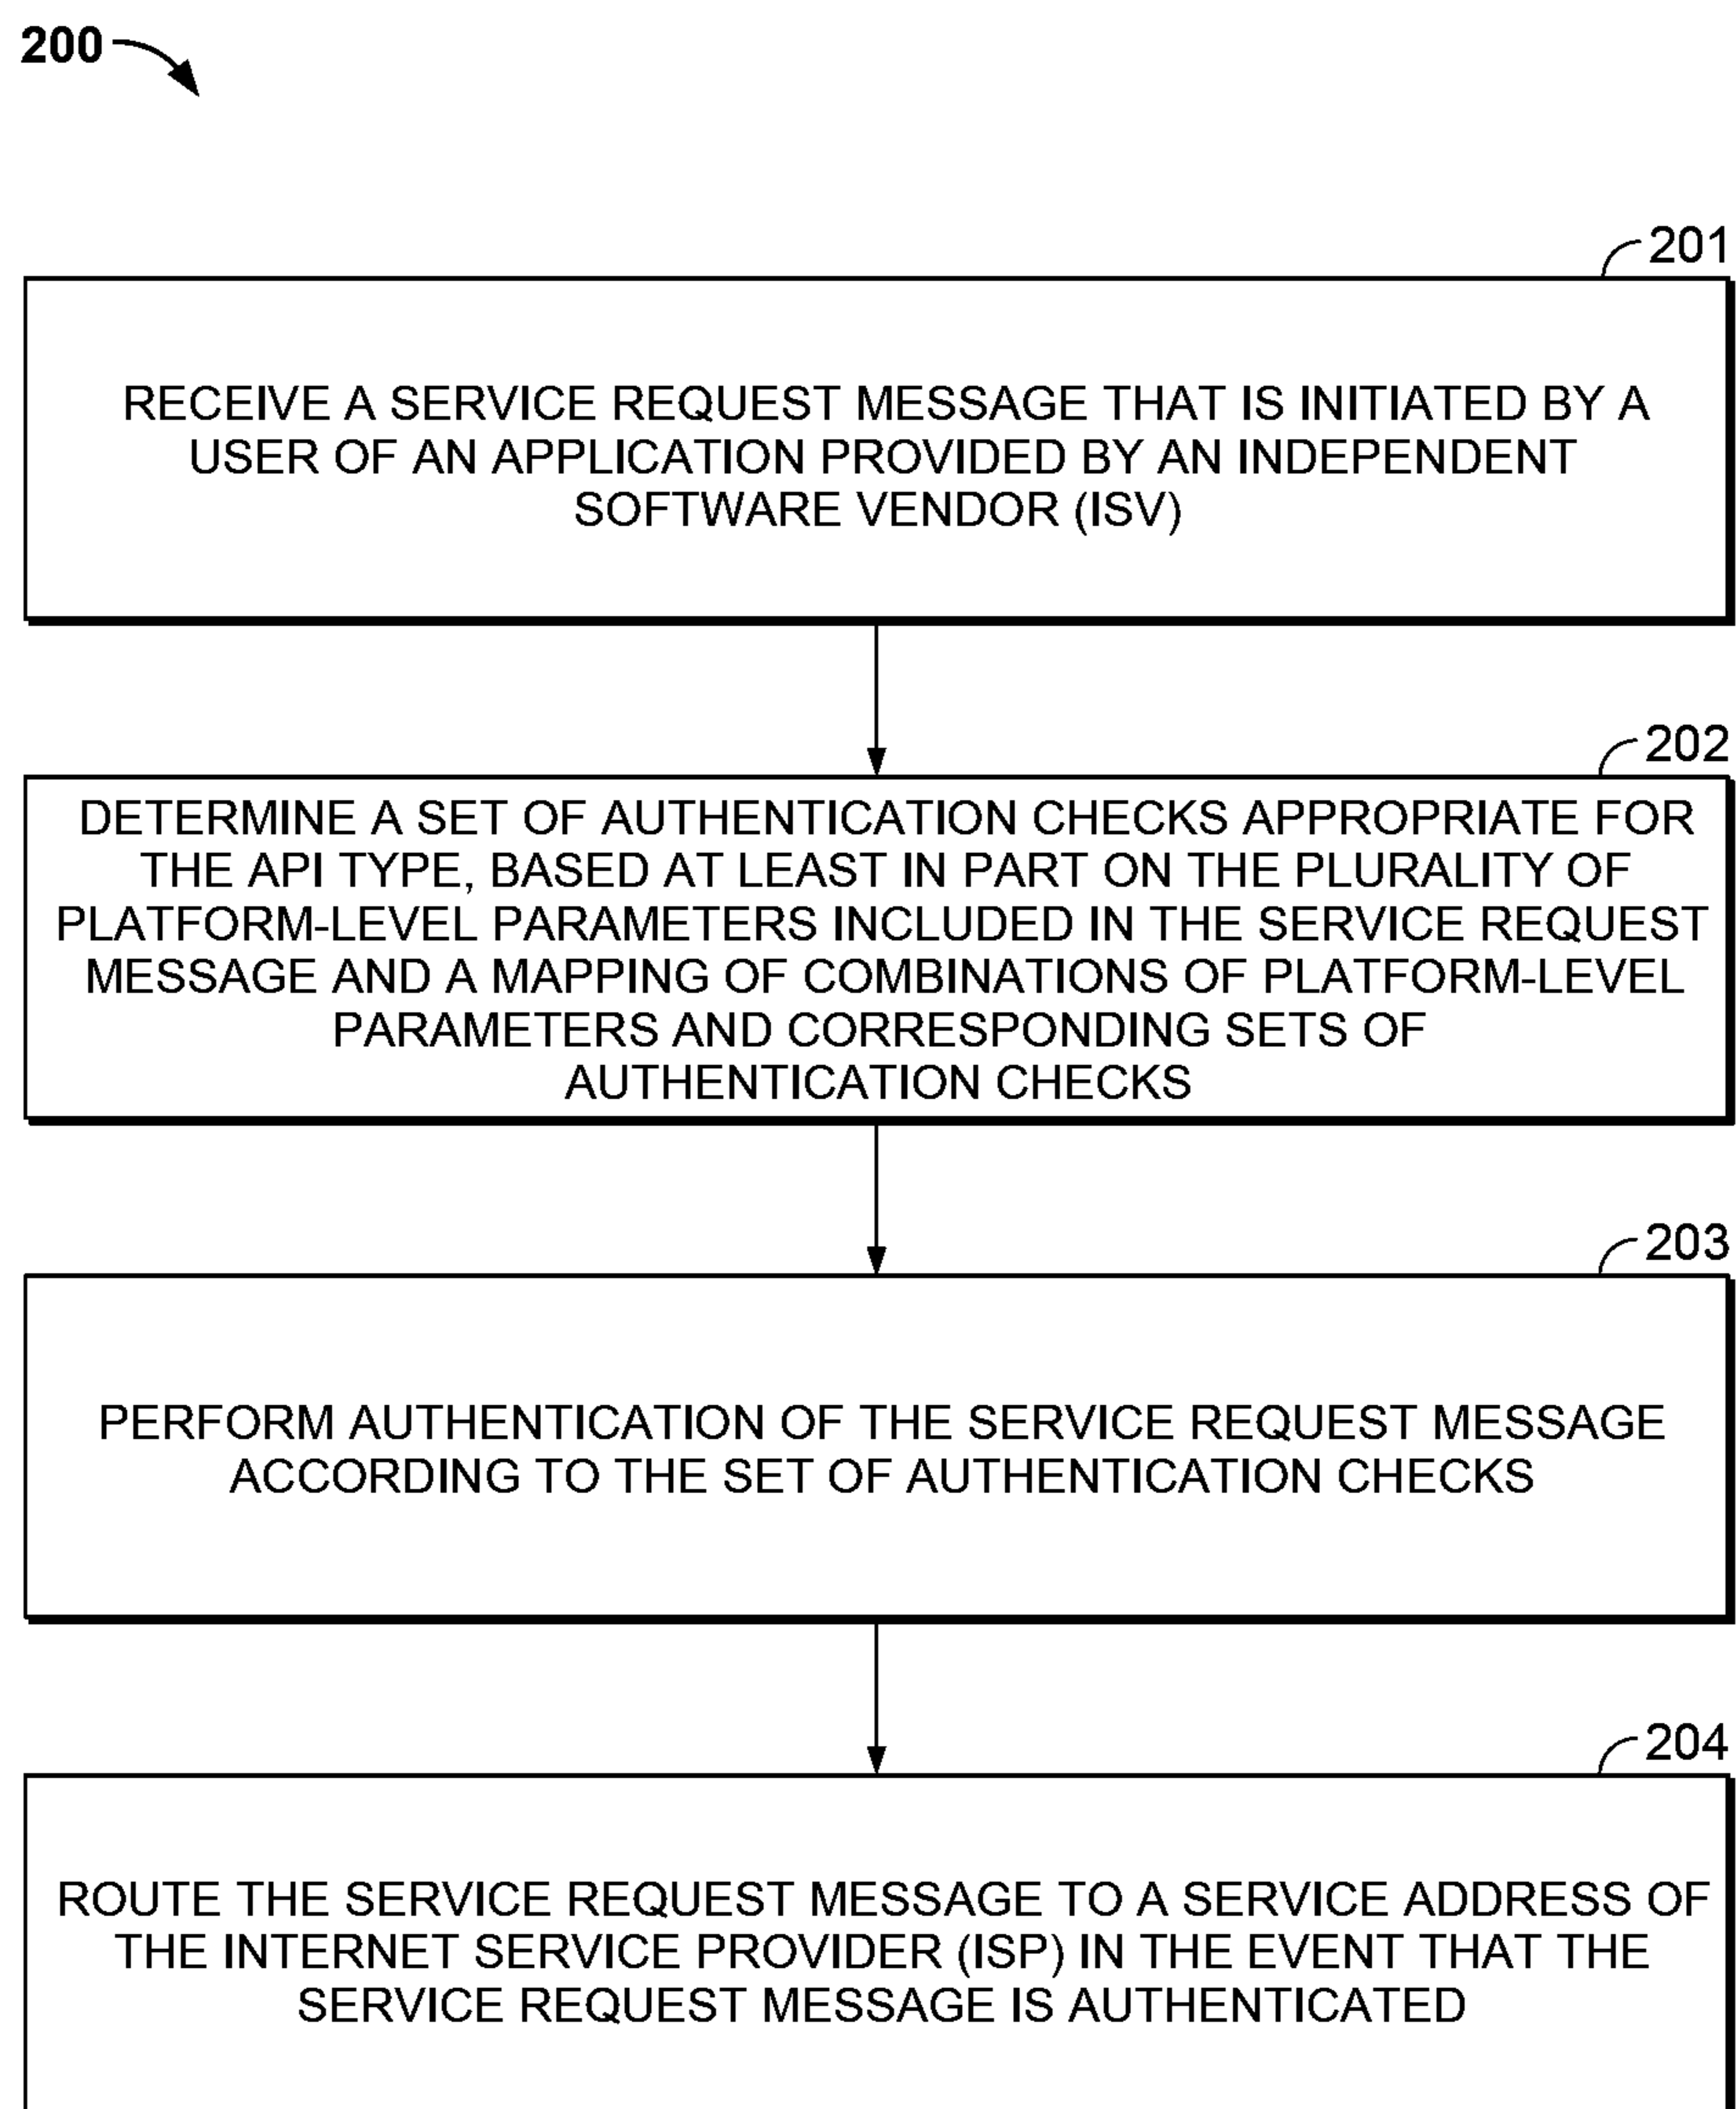 200
201
RECEIVE A SERVICE REQUEST MESSAGE THAT IS INITIATED BY A
USER OF AN APPLICATION PROVIDED BY AN INDEPENDENT
SOFTWARE VENDOR (ISV)
202
DETERMINE A SET OF AUTHENTICATION CHECKS APPROPRIATE FOR
THE API TYPE, BASED AT LEAST IN PART ON THE PLURALITY OF
PLATFORM-LEVEL PARAMETERS INCLUDED IN THE SERVICE REQUEST
MESSAGE AND A MAPPING OF COMBINATIONS OF PLATFORM-LEVEL
PARAMETERS AND CORRESPONDING SETS OF
AUTHENTICATION CHECKS
203
PERFORM AUTHENTICATION OF THE SERVICE REQUEST MESSAGE
ACCORDING TO THE SET OF AUTHENTICATION CHECKS
204
ROUTE THE SERVICE REQUEST MESSAGE TO A SERVICE ADDRESS OF
THE INTERNET SERVICE PROVIDER (ISP) IN THE EVENT THAT THE
SERVICE REQUEST MESSAGE IS AUTHENTICATED